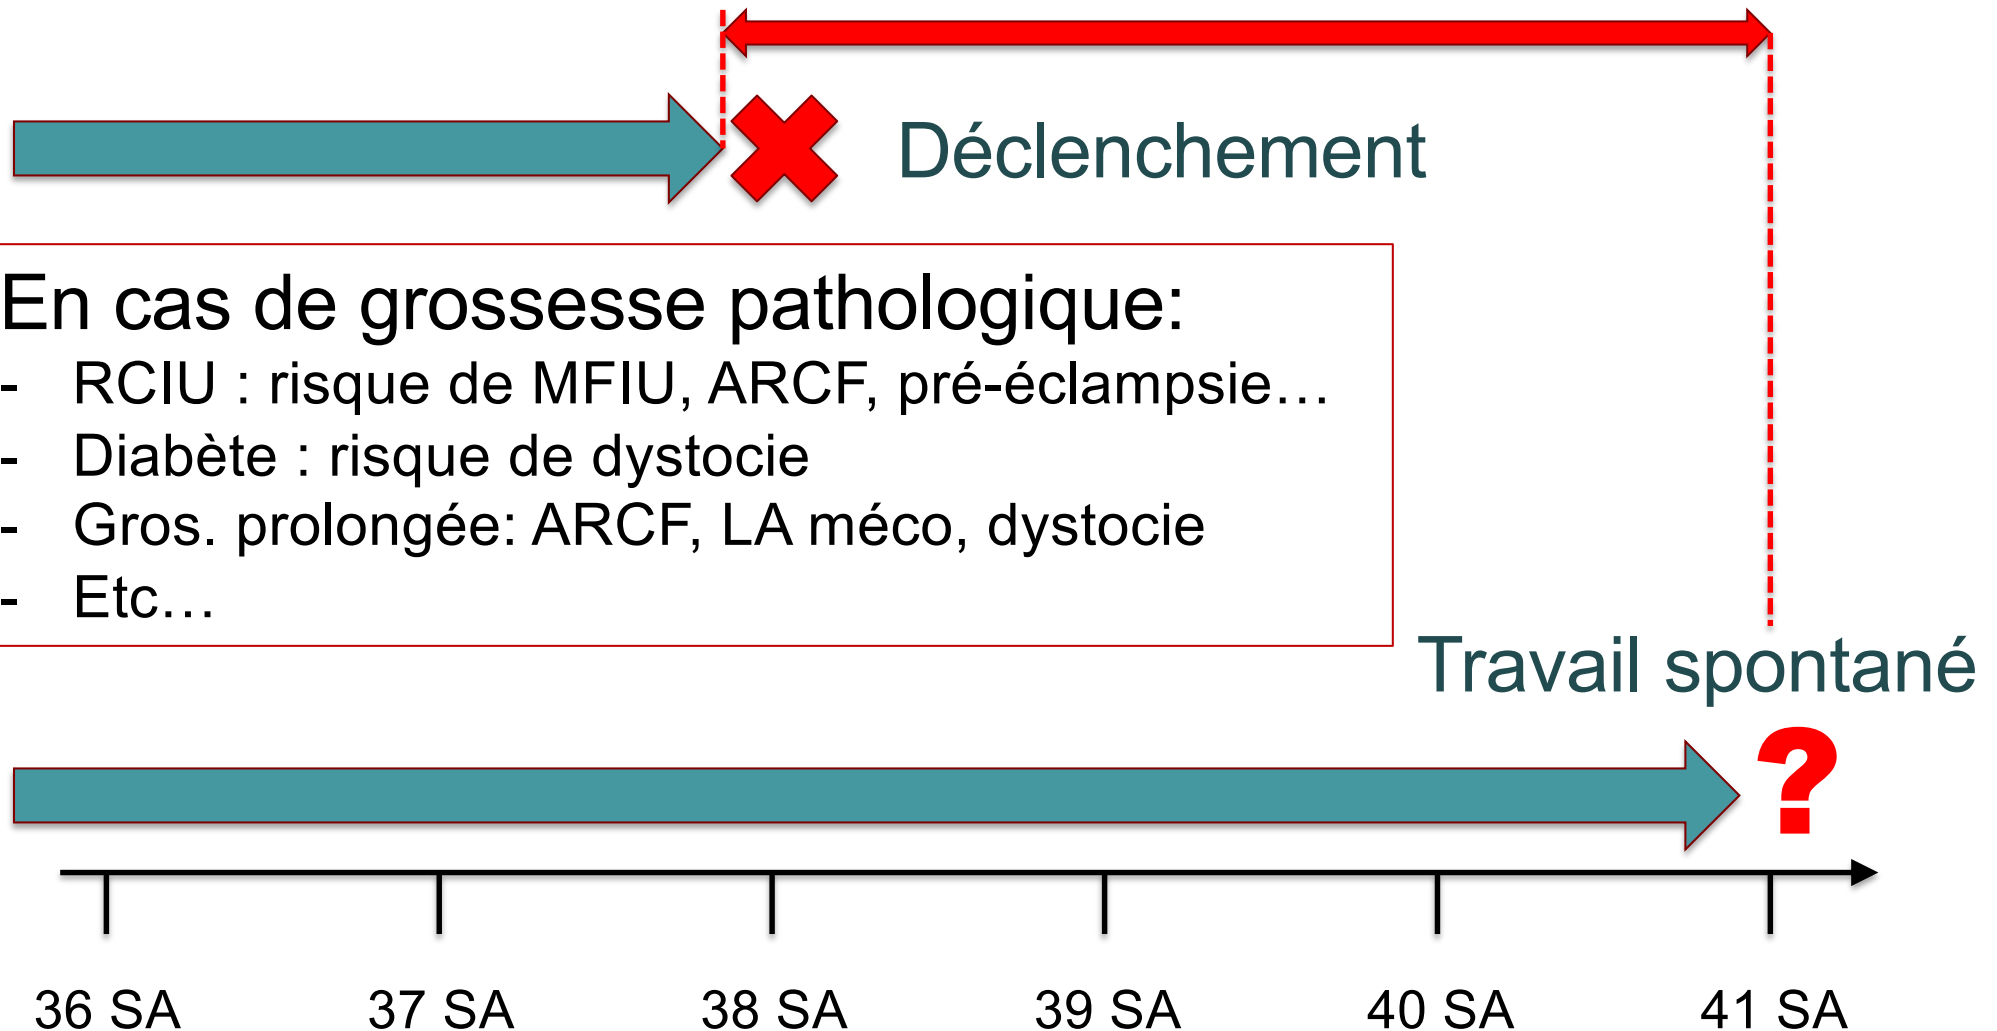 Déclenchement
En cas de grossesse pathologique:
- RCIU : risque de MFIU, ARCF, pré-éclampsie…
- Diabète : risque de dystocie
- Gros. prolongée: ARCF, LA méco, dystocie
- Etc…
Travail spontané
?
36 SA 37 SA 38 SA 39 SA 40 SA 41 SA